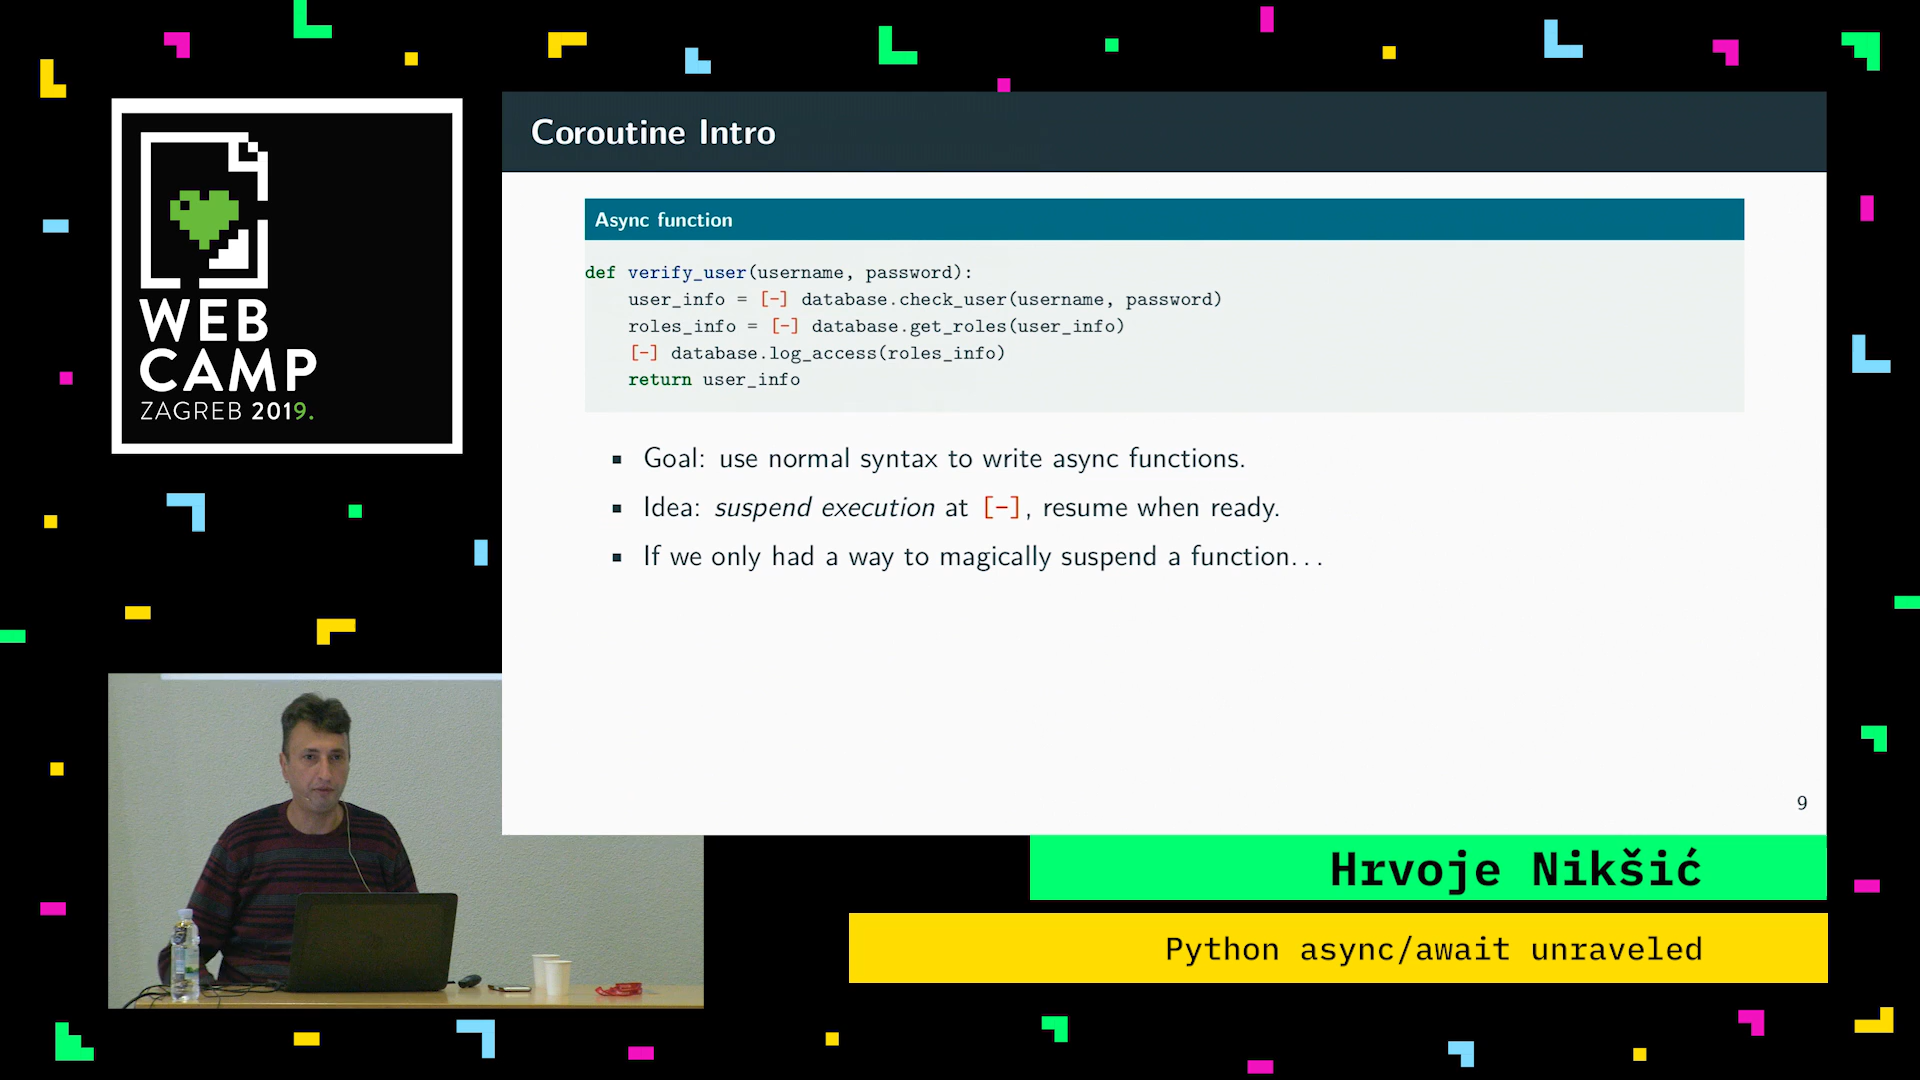 WEB
CAMP
ZAGREB 2019.
Coroutine Intro
Async function
def verify_user(username, password):
user_info = [-] database.check_user(username, password)
roles_info = [-] database.get_roles(user_info)
[-] database.log_access(roles_info)
return user_info
▪ Goal: use normal syntax to write async functions.
▪ Idea: suspend execution at [-], resume when ready.
▪ If we only had a way to magically suspend a function...
9
Hrvoje Nikšić
Python async/await unraveled